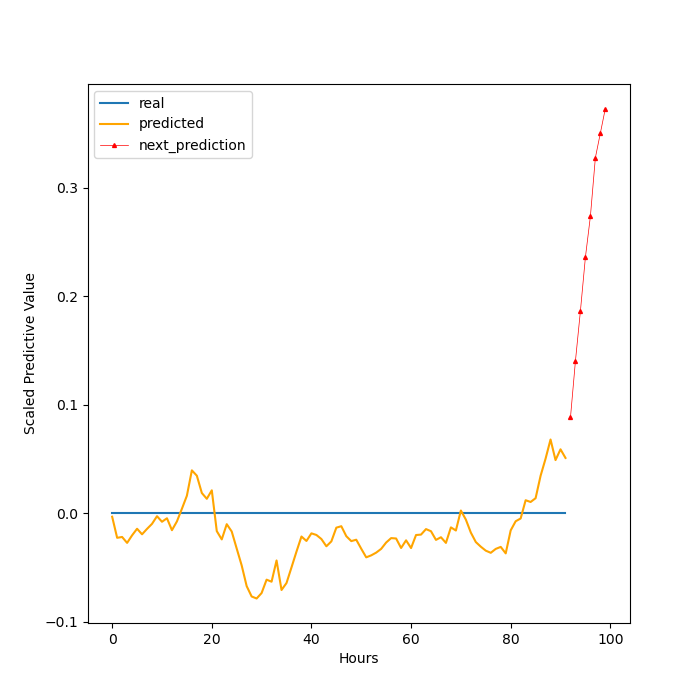 real
predicted
next_prediction
0.3
0.2
0.1
0.0
−0.1
Scaled Predictive Value
0 20 40 60 80 100
Hours